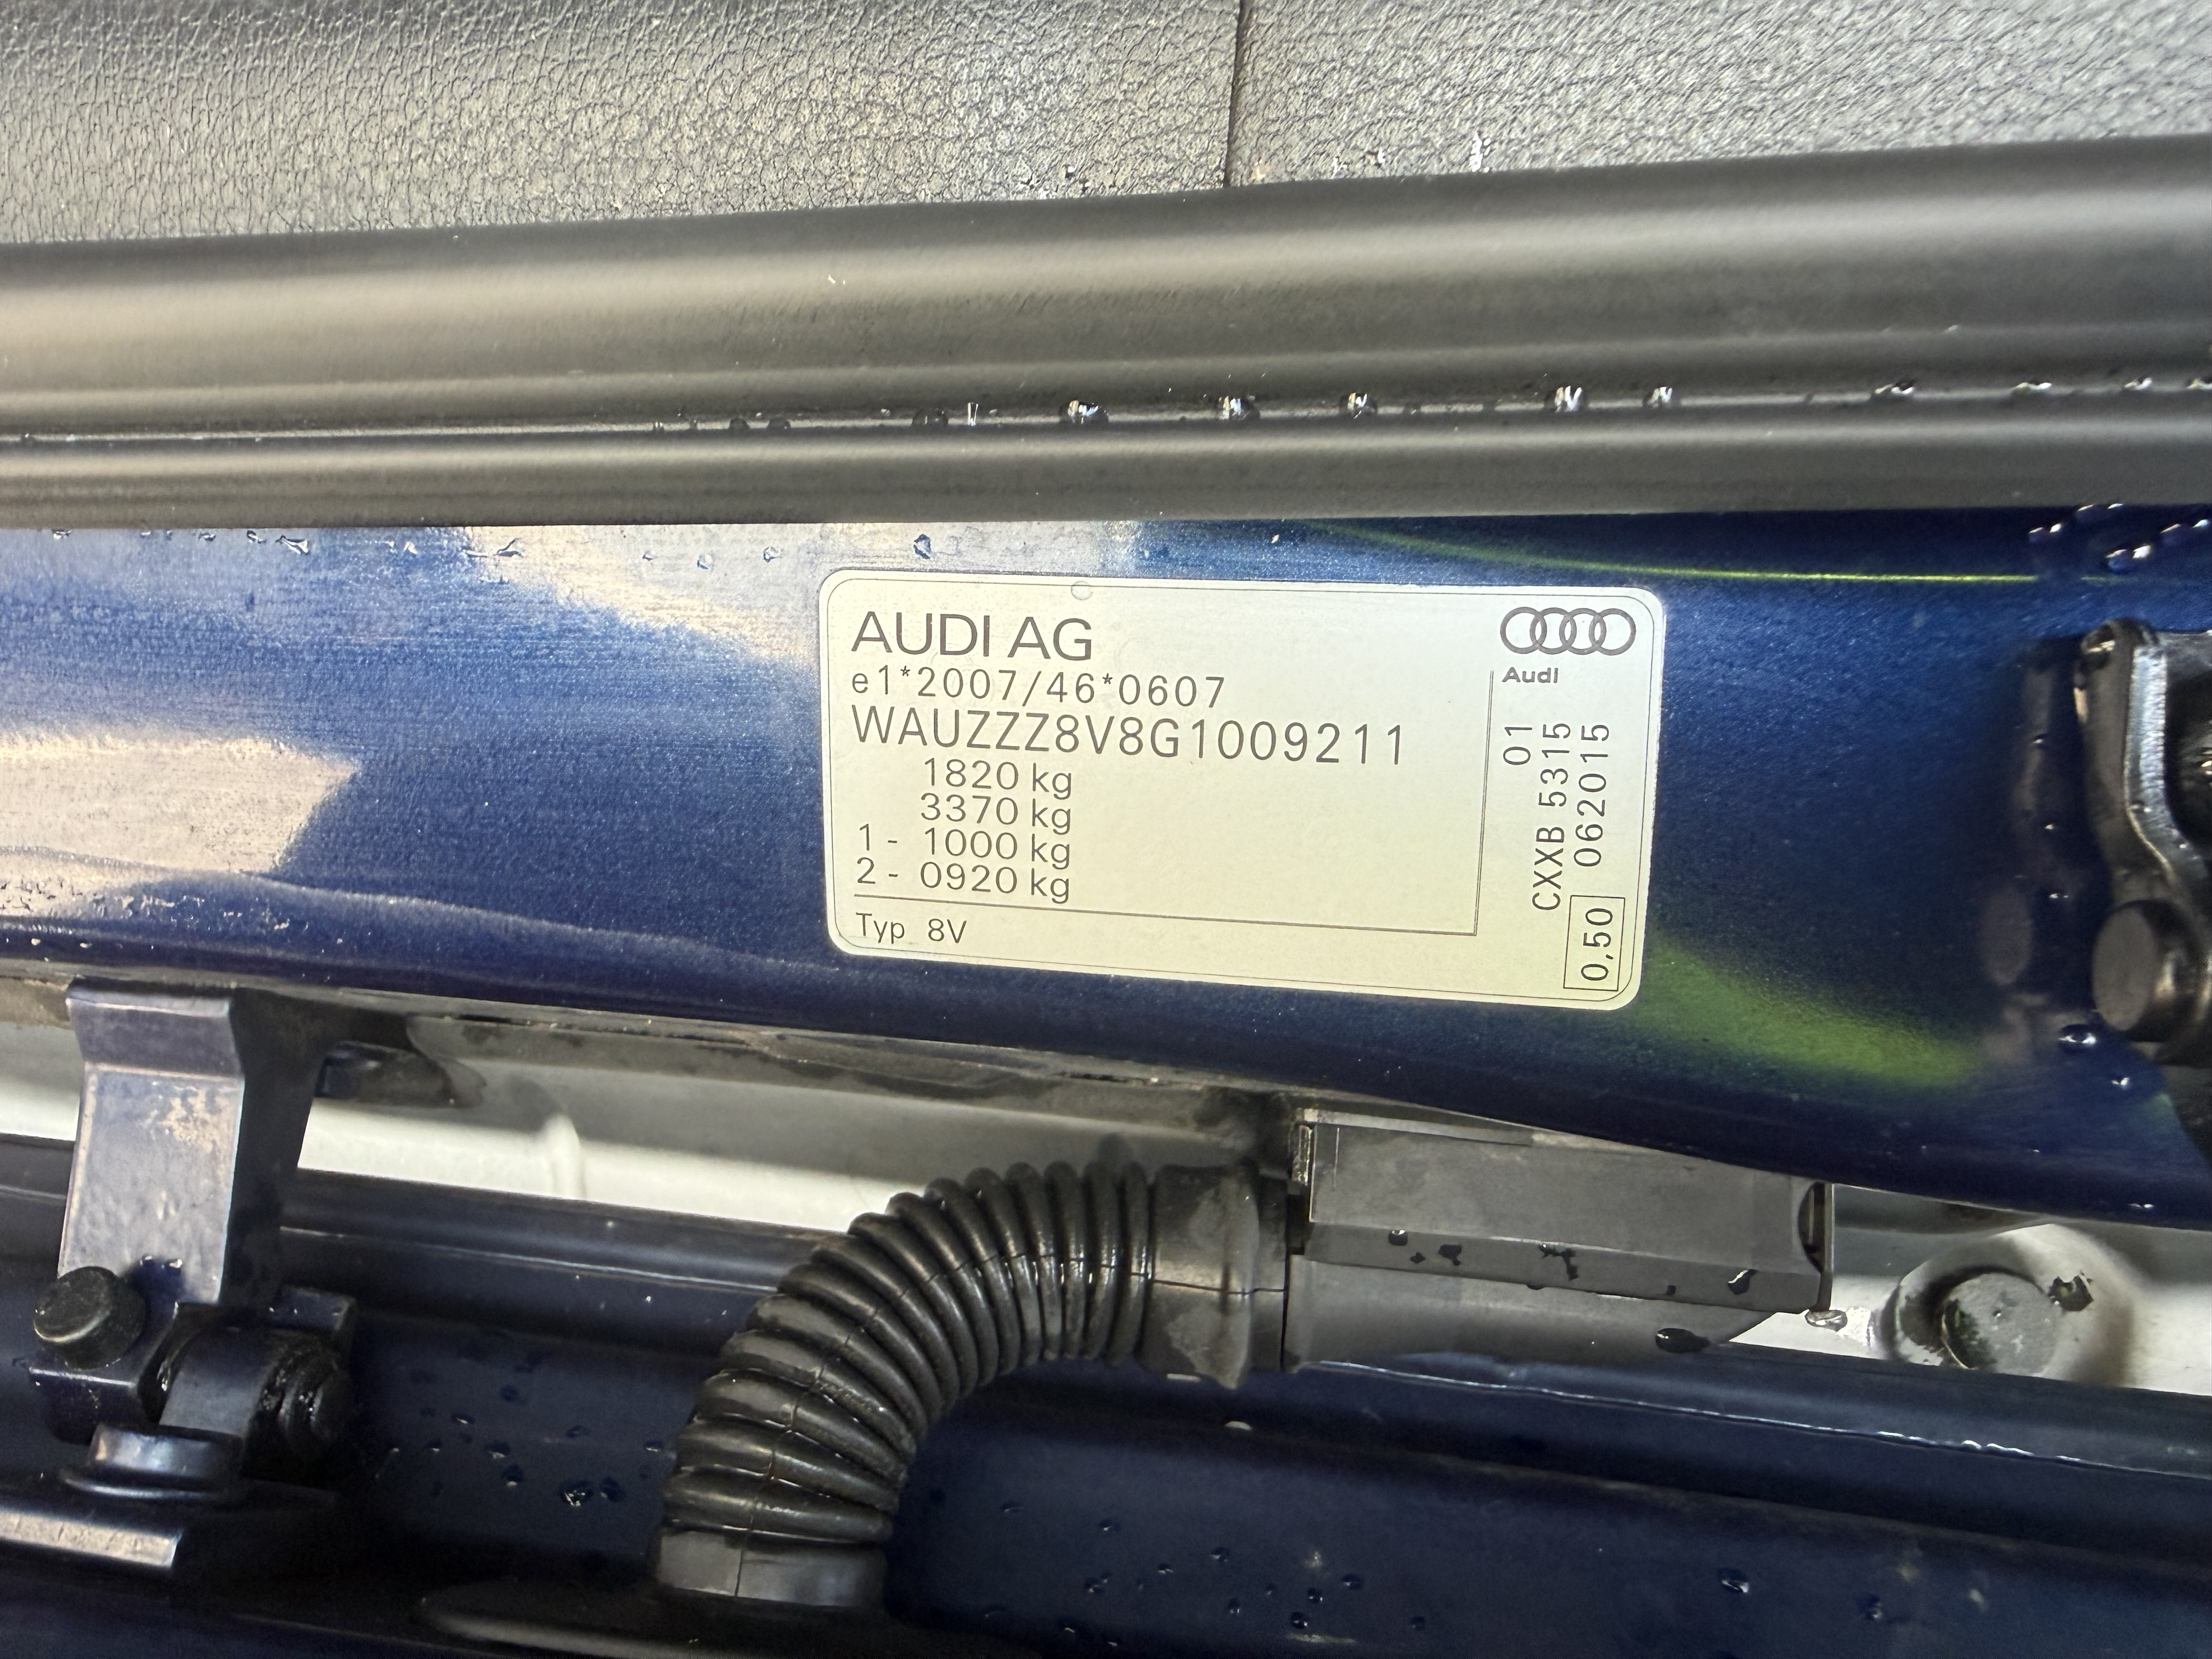 AUDI AG
e1*2007/46*0607
WAUZZZ8V8G1009211
1820 kg
3370 kg
1 - 1000 kg
2 - 0920 kg
Typ 8V
Audi
01
CXXB 5315
0,50 062015